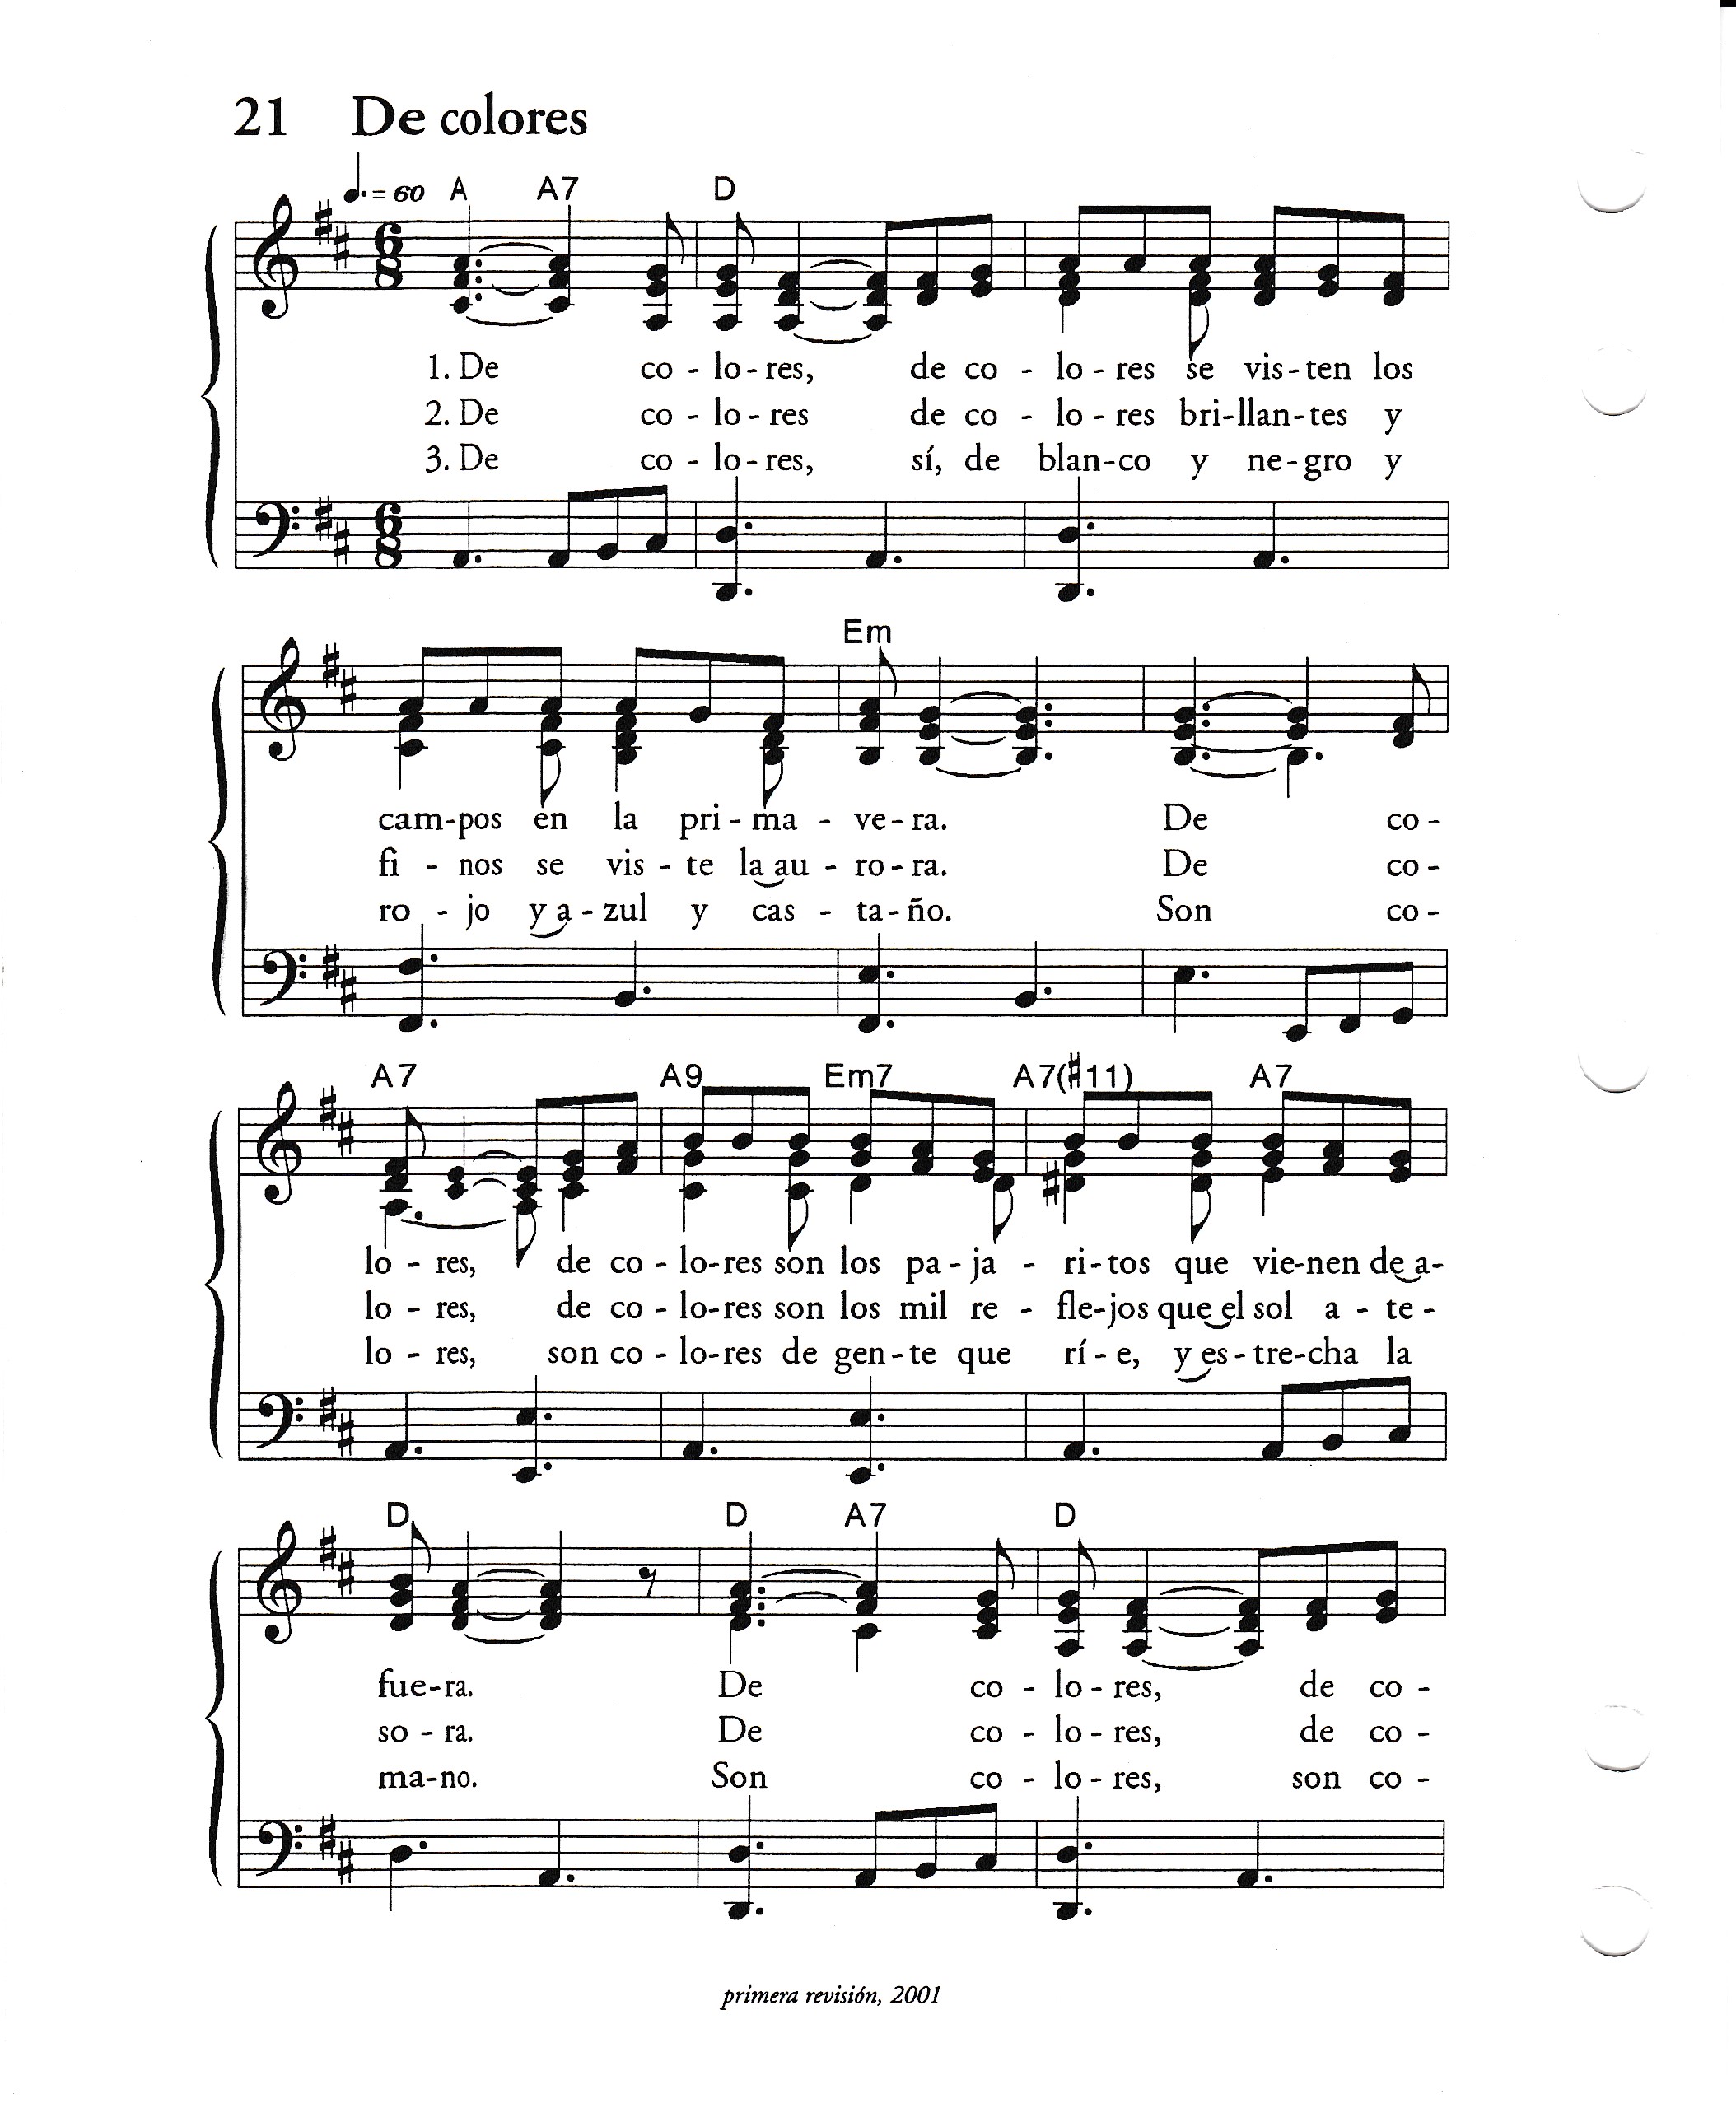 21 De colores
♩. = 60 A A7 D
1. De co - lo - res, de co - lo - res se vis - ten los
2. De co - lo - res de co - lo - res bri-llan - tes y
3. De co - lo - res, sí, de blan-co y ne - gro y
Em
cam-pos en la pri - ma - ve - ra. De co -
fi - nos se vis - te la au - ro - ra. De co -
ro - jo y a - zul y cas - ta - ño. Son co -
A7 A9 Em7 A7(#11) A7
lo - res, de co - lo-res son los pa - ja - ri - tos que vie-nen de a-
lo - res, de co - lo-res son los mil re - fle-jos que el sol a - te -
lo - res, son co - lo-res de gen - te que rí - e, y es - tre-cha la
D D A7 D
fue-ra. De co - lo - res, de co -
so - ra. De co - lo - res, de co -
ma-no. Son co - lo - res, son co -
primera revisión, 2001